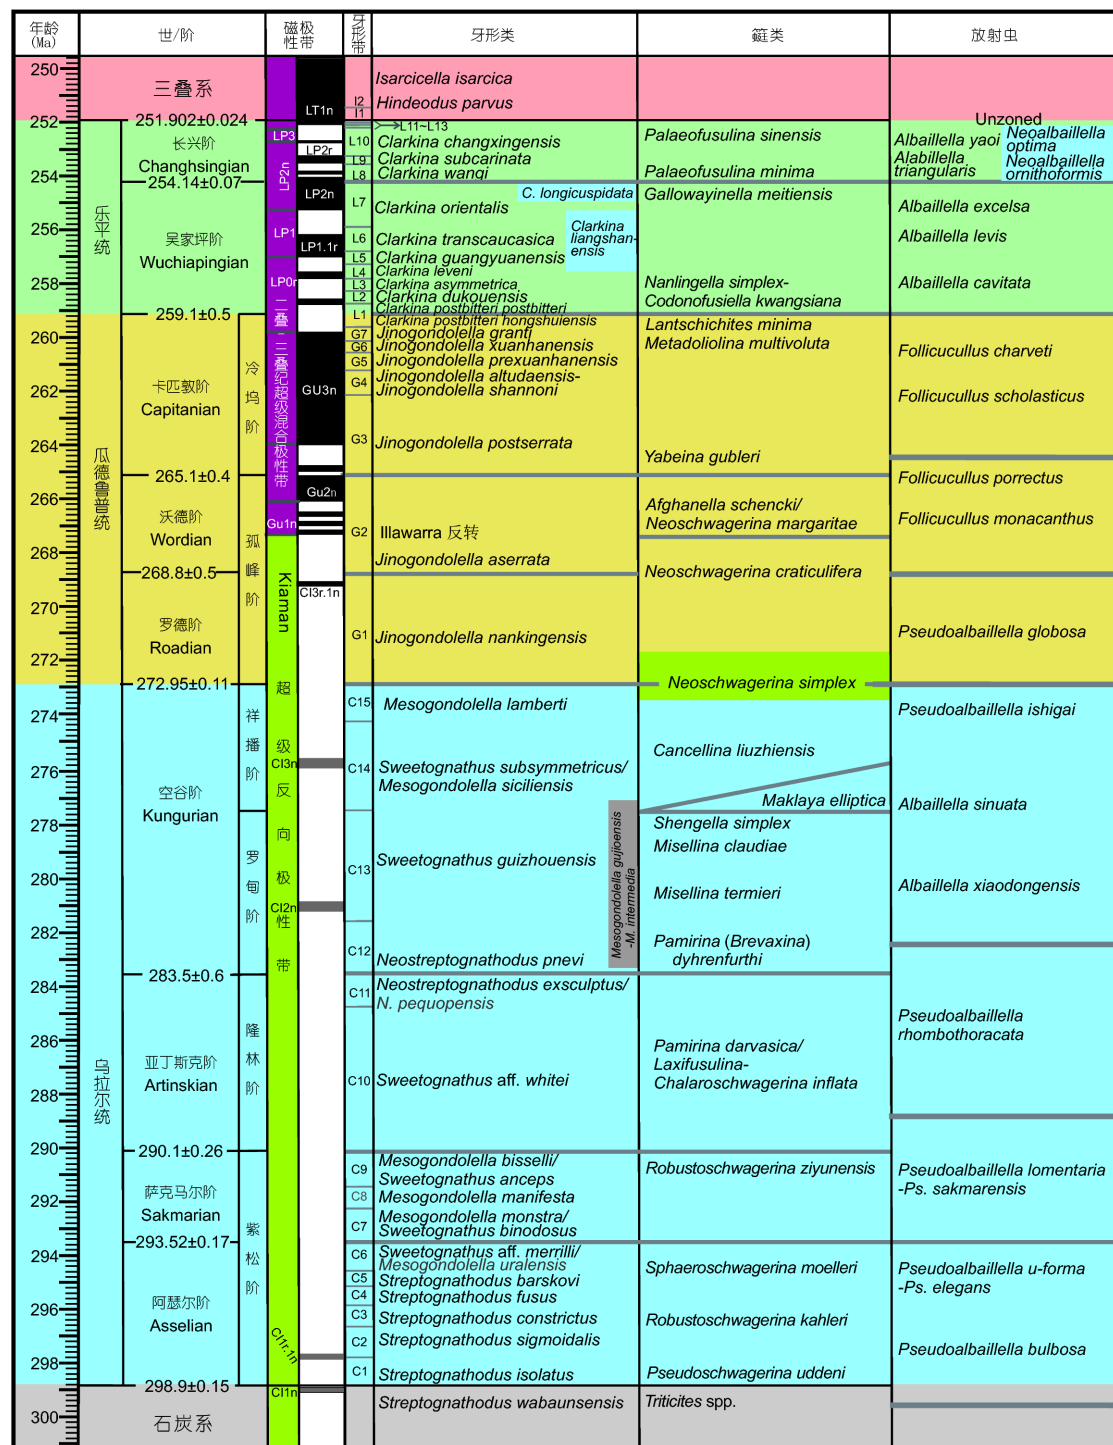 年龄
(Ma)
世/阶
磁极
性带
牙
形
带
牙形类
䗴类
放射虫
250
252
254
256
258
260
262
264
266
268
270
272
274
276
278
280
282
284
286
288
290
292
294
296
298
300
三叠系
251.902±0.024
长兴阶
Changhsingian
254.14±0.07
乐平统
吴家坪阶
Wuchiapingian
259.1±0.5
卡匹敦阶
Capitanian
冷坞阶
265.1±0.4
瓜德鲁普统
沃德阶
Wordian
孤峰阶
268.8±0.5
罗德阶
Roadian
272.95±0.11
祥播阶
空谷阶
Kungurian
罗甸阶
283.5±0.6
乌拉尔统
亚丁斯克阶
Artinskian
隆林阶
290.1±0.26
萨克马尔阶
Sakmarian
紫松阶
293.52±0.17
阿瑟尔阶
Asselian
298.9±0.15
石炭系
LP3
LP2n
LP1
LP0r
二叠
三叠纪超级混合极性带
Gu1n
Kiaman
超级反向极性带
CI3n
CI2n
CI1r.1n
CI1n
LT1n
LP2r
LP2n
LP1.1r
GU3n
Gu2n
CI3r.1n
I2
I1
L11~L13
L10
L9
L8
L7
L6
L5
L4
L3
L2
L1
G7
G6
G5
G4
G3
G2
G1
C15
C14
C13
C12
C11
C10
C9
C8
C7
C6
C5
C4
C3
C2
C1
Isarcicella isarcica
Hindeodus parvus
Clarkina changxingensis
Clarkina subcarinata
Clarkina wangi
C. longicuspidata
Clarkina orientalis
Clarkina
liangshan-
ensis
Clarkina transcaucasica
Clarkina guangyuanensis
Clarkina leveni
Clarkina asymmetrica
Clarkina dukouensis
Clarkina postbitteri postbitteri
Clarkina postbitteri hongshuiensis
Jinogondolella granti
Jinogondolella xuanhanensis
Jinogondolella prexuanhanensis
Jinogondolella altudaensis-
Jinogondolella shannoni
Jinogondolella postserrata
Illawarra 反转
Jinogondolella aserrata
Jinogondolella nankingensis
Mesogondolella lamberti
Sweetognathus subsymmetricus/
Mesogondolella siciliensis
Sweetognathus guizhouensis
Mesogondolella gujioensis
-M. intermedia
Neostreptognathodus pnevi
Neostreptognathodus exsculptus/
N. pequopensis
Sweetognathus aff. whitei
Mesogondolella bisselli/
Sweetognathus anceps
Mesogondolella manifesta
Mesogondolella monstra/
Sweetognathus binodosus
Sweetognathus aff. merrilli/
Mesogondolella uralensis
Streptognathodus barskovi
Streptognathodus fusus
Streptognathodus constrictus
Streptognathodus sigmoidalis
Streptognathodus isolatus
Streptognathodus wabaunsensis
Palaeofusulina sinensis
Palaeofusulina minima
Gallowayinella meitiensis
Nanlingella simplex-
Codonofusiella kwangsiana
Lantschichites minima
Metadoliolina multivoluta
Yabeina gubleri
Afghanella schencki/
Neoschwagerina margaritae
Neoschwagerina craticulifera
Neoschwagerina simplex
Cancellina liuzhiensis
Maklaya elliptica
Shengella simplex
Misellina claudiae
Misellina termieri
Pamirina (Brevaxina)
dyhrenfurthi
Pamirina darvasica/
Laxifusulina-
Chalaroschwagerina inflata
Robustoschwagerina ziyunensis
Sphaeroschwagerina moelleri
Robustoschwagerina kahleri
Pseudoschwagerina uddeni
Triticites spp.
Unzoned
Albaillella yaoi
Neoalbaillella
optima
Alabillella
triangularis
Neoalbaillella
ornithoformis
Albaillella excelsa
Albaillella levis
Albaillella cavitata
Follicucullus charveti
Follicucullus scholasticus
Follicucullus porrectus
Follicucullus monacanthus
Pseudoalbaillella globosa
Pseudoalbaillella ishigai
Albaillella sinuata
Albaillella xiaodongensis
Pseudoalbaillella
rhombothoracata
Pseudoalbaillella lomentaria
-Ps. sakmarensis
Pseudoalbaillella u-forma
-Ps. elegans
Pseudoalbaillella bulbosa